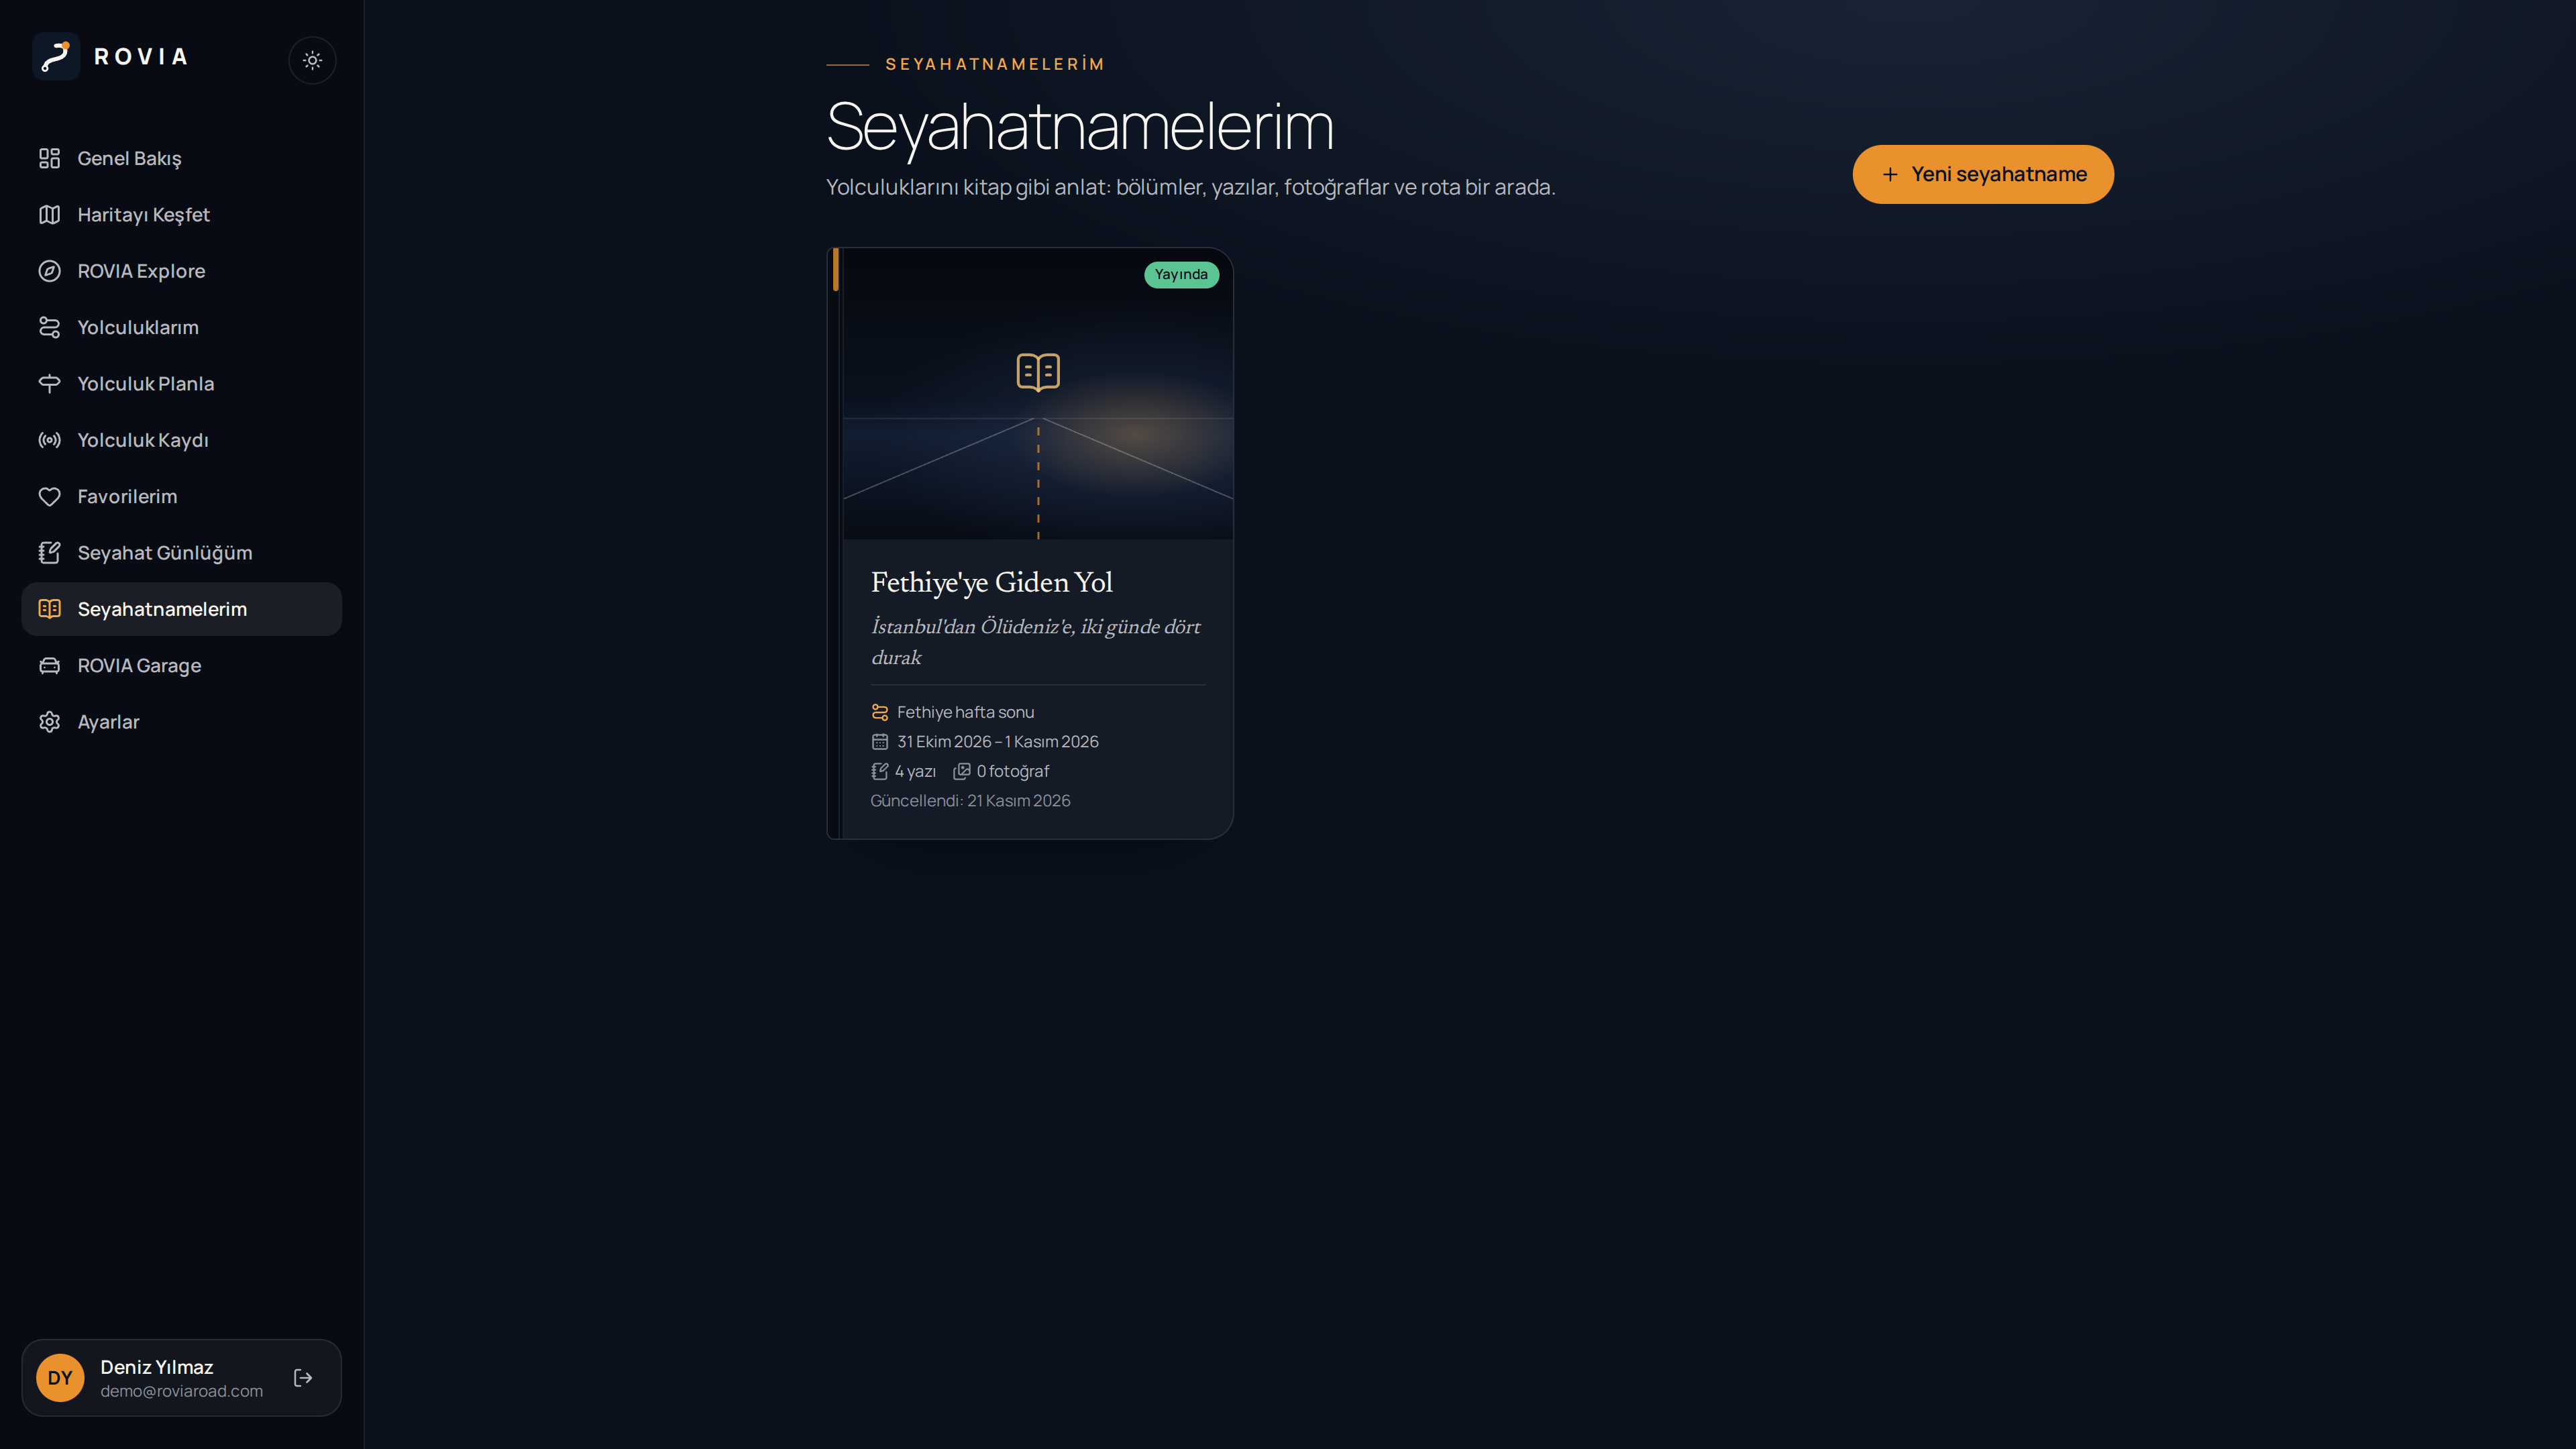 ROVIA
Genel Bakış
Haritayı Keşfet
ROVIA Explore
Yolculuklarım
Yolculuk Planla
Yolculuk Kaydı
Favorilerim
Seyahat Günlüğüm
Seyahatnamelerim
ROVIA Garage
Ayarlar
DY
Deniz Yılmaz
demo@roviaroad.com
SEYAHATNAMELERİM
Seyahatnamelerim
Yolculuklarını kitap gibi anlat: bölümler, yazılar, fotoğraflar ve rota bir arada.
Yeni seyahatname
Yayında
Fethiye'ye Giden Yol
İstanbul'dan Ölüdeniz'e, iki günde dört
durak
Fethiye hafta sonu
31 Ekim 2026 – 1 Kasım 2026
4 yazı 0 fotoğraf
Güncellendi: 21 Kasım 2026